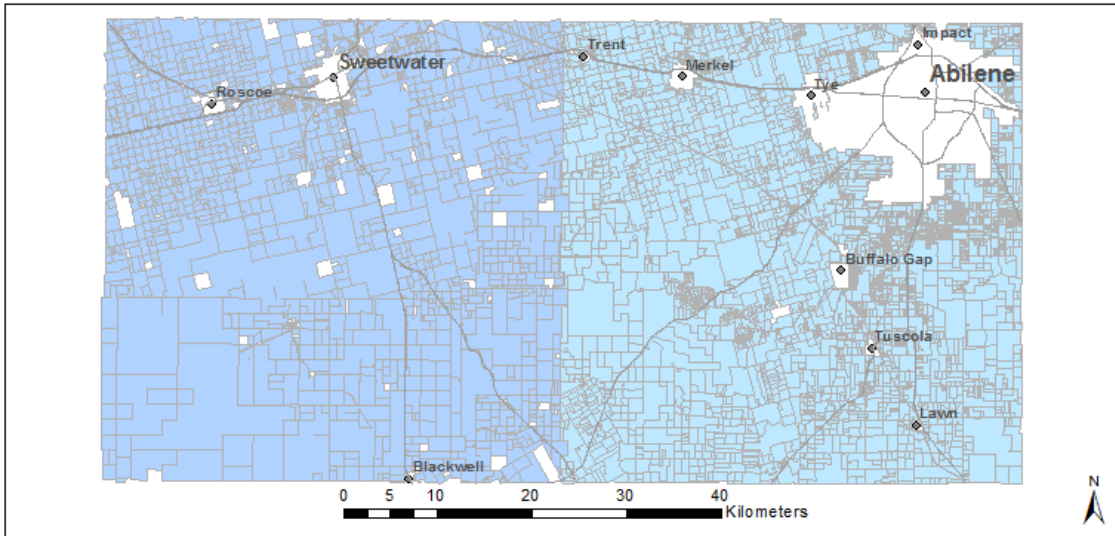 Impact
Trent
Sweetwater
Merkel
Abilene
Tye
Roscoe
Buffalo Gap
Tuscola
Lawn
Blackwell
0 5 10 20 30 40
Kilometers
N